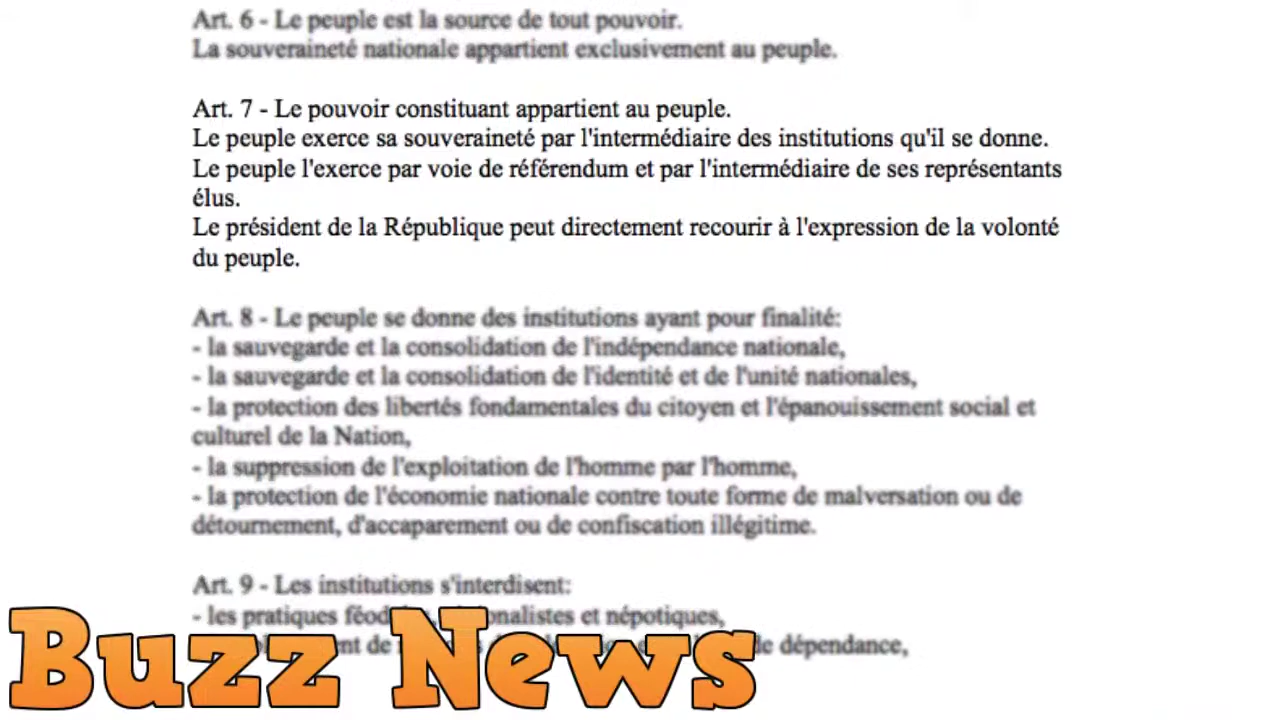 Art. 6 - Le peuple est la source de tout pouvoir.
La souveraineté nationale appartient exclusivement au peuple.
Art. 7 - Le pouvoir constituant appartient au peuple.
Le peuple exerce sa souveraineté par l'intermédiaire des institutions qu'il se donne.
Le peuple l'exerce par voie de référendum et par l'intermédiaire de ses représentants
élus.
Le président de la République peut directement recourir à l'expression de la volonté
du peuple.
Art. 8 - Le peuple se donne des institutions ayant pour finalité:
- la sauvegarde et la consolidation de l'indépendance nationale,
- la sauvegarde et la consolidation de l'identité et de l'unité nationales,
- la protection des libertés fondamentales du citoyen et l'épanouissement social et
culturel de la Nation,
- la suppression de l'exploitation de l'homme par l'homme,
- la protection de l'économie nationale contre toute forme de malversation ou de
détournement, d'accaparement ou de confiscation illégitime.
Art. 9 - Les institutions s'interdisent:
- les pratiques et népotiques,
de dépendance,
Buzz News